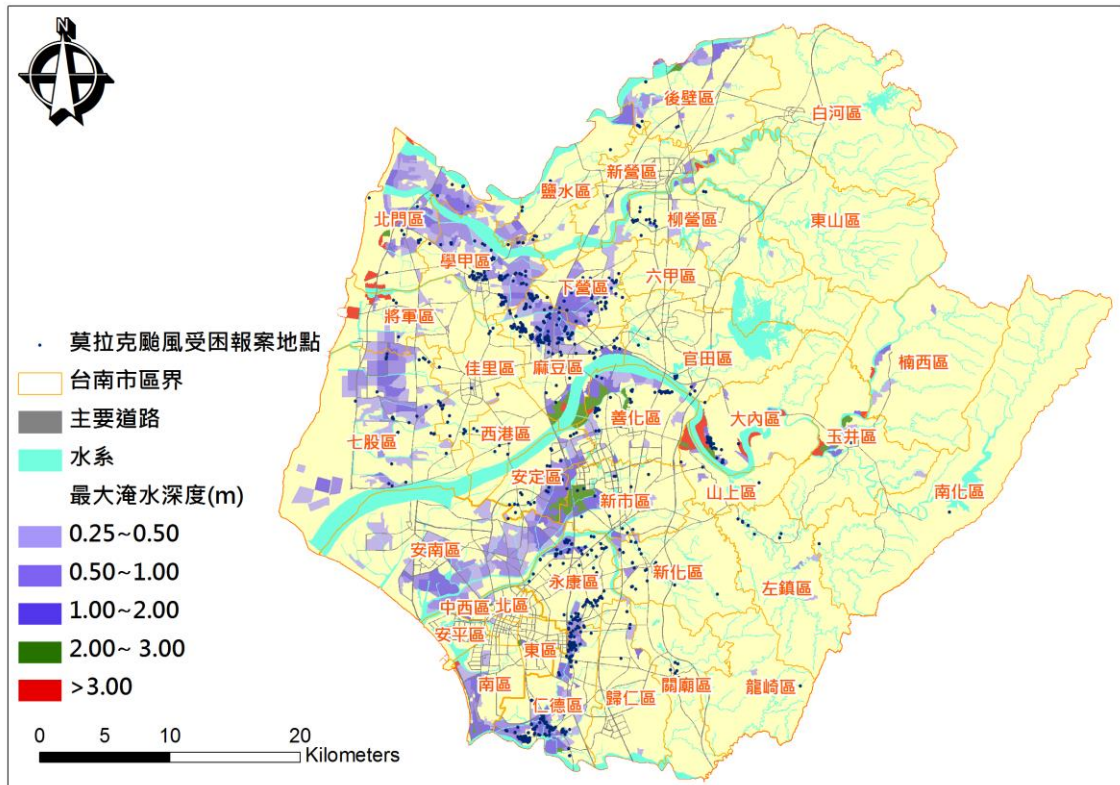 N
後壁區
白河區
新營區
鹽水區
柳營區
東山區
北門區
學甲區
下營區
六甲區
將軍區
官田區
楠西區
佳里區
麻豆區
善化區
大內區
玉井區
七股區
西港區
安定區
山上區
南化區
新市區
安南區
永康區
新化區
左鎮區
中西區
北區
安平區
東區
南區
仁德區
歸仁區
關廟區
龍崎區
莫拉克颱風受困報案地點
台南市區界
主要道路
水系
最大淹水深度(m)
0.25~0.50
0.50~1.00
1.00~2.00
2.00~ 3.00
>3.00
0 5 10 20
Kilometers